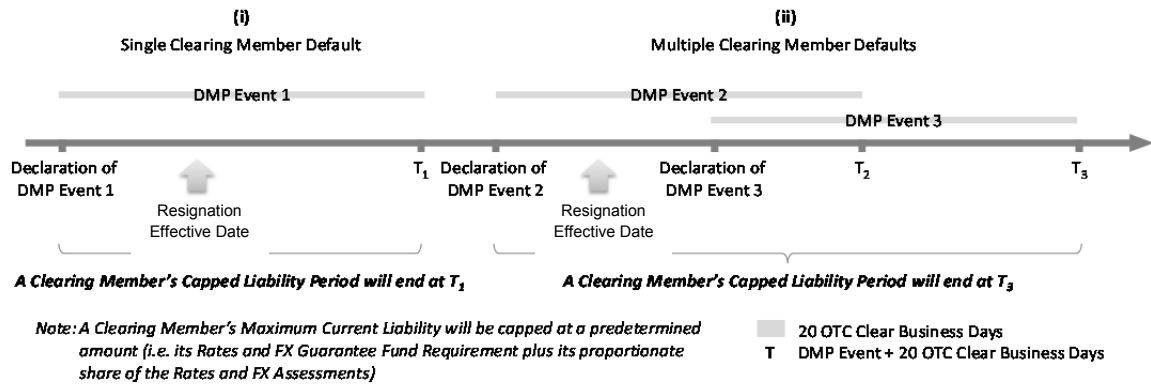 (i)
Single Clearing Member Default
(ii)
Multiple Clearing Member Defaults
DMP Event 1
DMP Event 2
DMP Event 3
Declaration of
DMP Event 1
T1
Declaration of
DMP Event 2
Declaration of
DMP Event 3
T2
T3
Resignation
Effective Date
Resignation
Effective Date
A Clearing Member's Capped Liability Period will end at T1
A Clearing Member's Capped Liability Period will end at T3
Note: A Clearing Member's Maximum Current Liability will be capped at a predetermined
amount (i.e. its Rates and FX Guarantee Fund Requirement plus its proportionate
share of the Rates and FX Assessments)
20 OTC Clear Business Days
T DMP Event + 20 OTC Clear Business Days